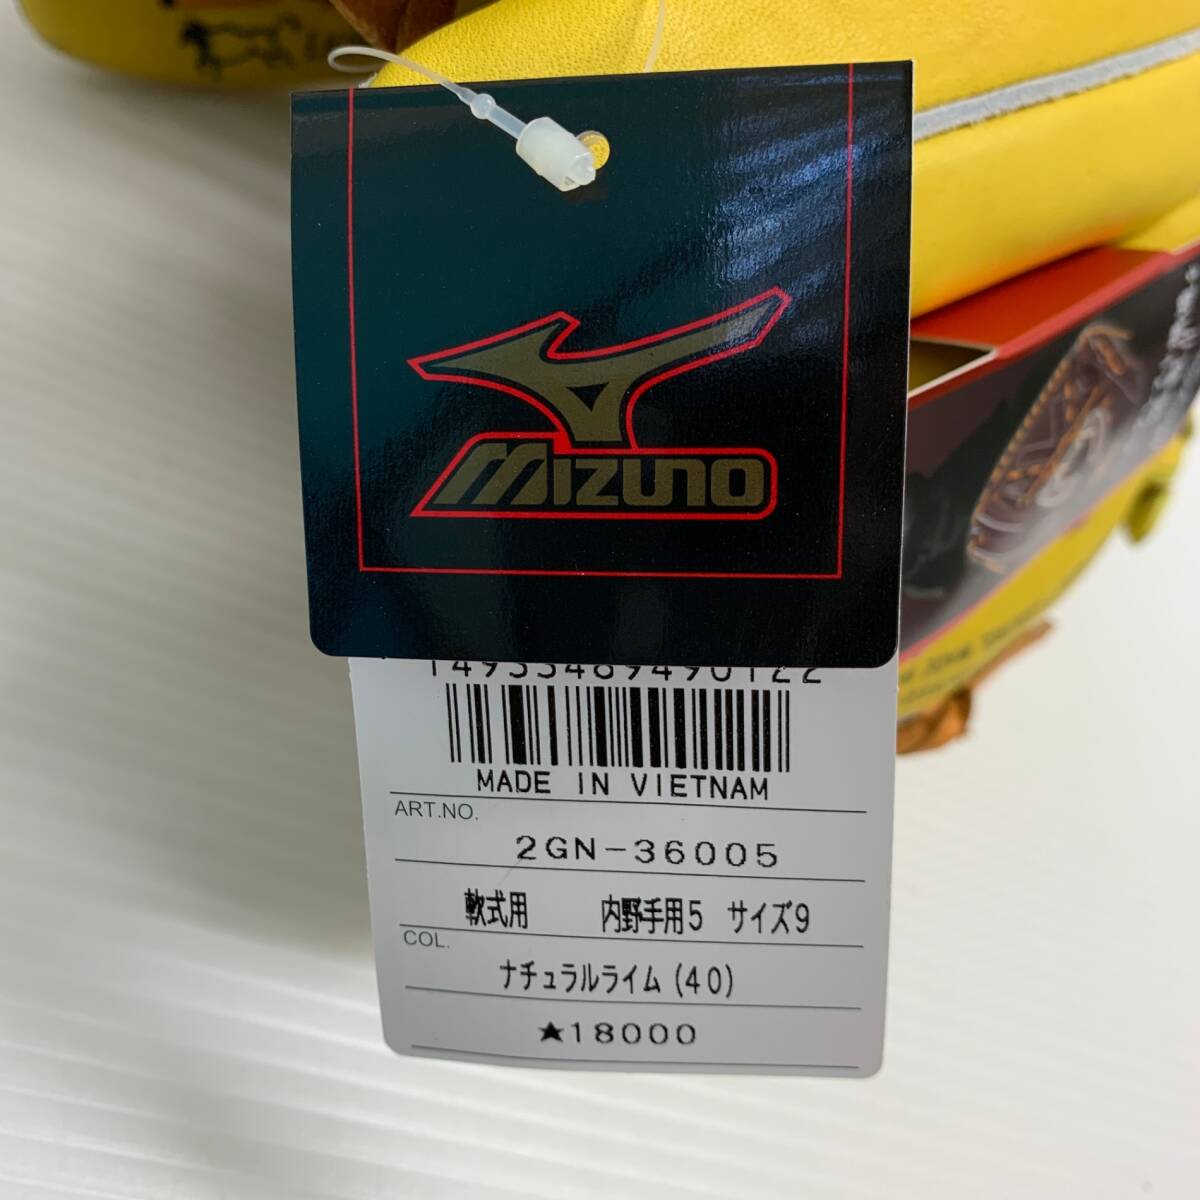 MIZUNO
MADE IN VIETNAM
ART.NO.
2GN-36005
軟式用 内野手用5 サイズ9
COL.
ナチュラルライム(40)
★18000